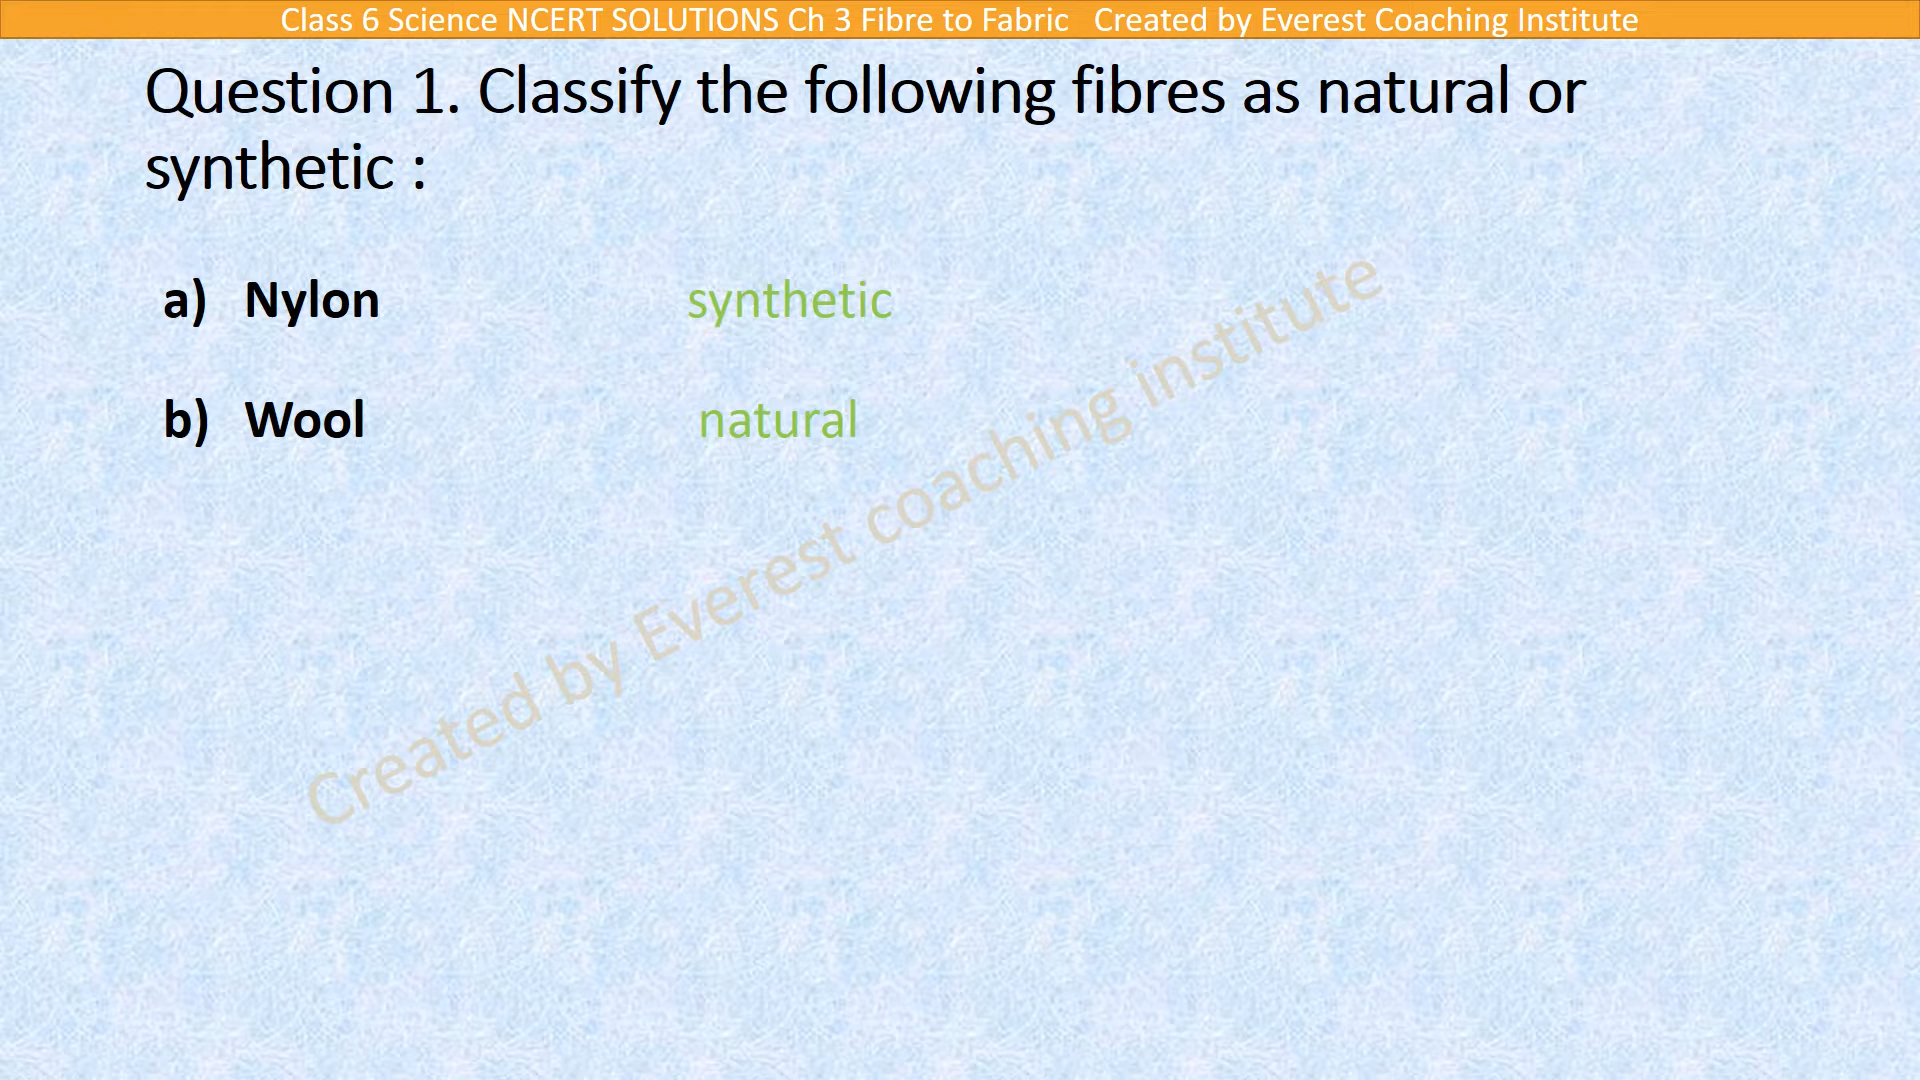 Class 6 Science NCERT SOLUTIONS Ch 3 Fibre to Fabric   Created by Everest Coaching Institute
Question 1. Classify the following fibres as natural or
synthetic :
a) Nylon synthetic
b) Wool natural
Created by Everest coaching institute